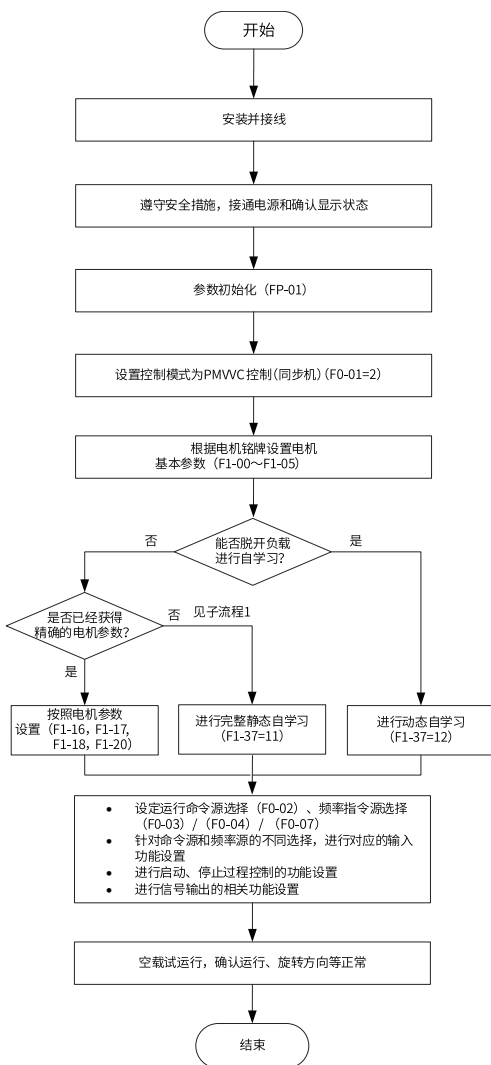 开始
安装并接线
遵守安全措施，接通电源和确认显示状态
参数初始化（FP-01）
设置控制模式为PMVVC控制(同步机)(F0-01=2）
根据电机铭牌设置电机
基本参数（F1-00～F1-05）
能否脱开负载
进行自学习？
否
是
是否已经获得
精确的电机参数？
否
见子流程1
是
按照电机参数
设置（F1-16，F1-17,
F1-18，F1-20）
进行完整静态自学习
（F1-37=11）
进行动态自学习
（F1-37=12）
● 设定运行命令源选择（F0-02）、频率指令源选择
（F0-03）/（F0-04）/（F0-07）
● 针对命令源和频率源的不同选择，进行对应的输入
功能设置
● 进行启动、停止过程控制的功能设置
● 进行信号输出的相关功能设置
空载试运行，确认运行、旋转方向等正常
结束